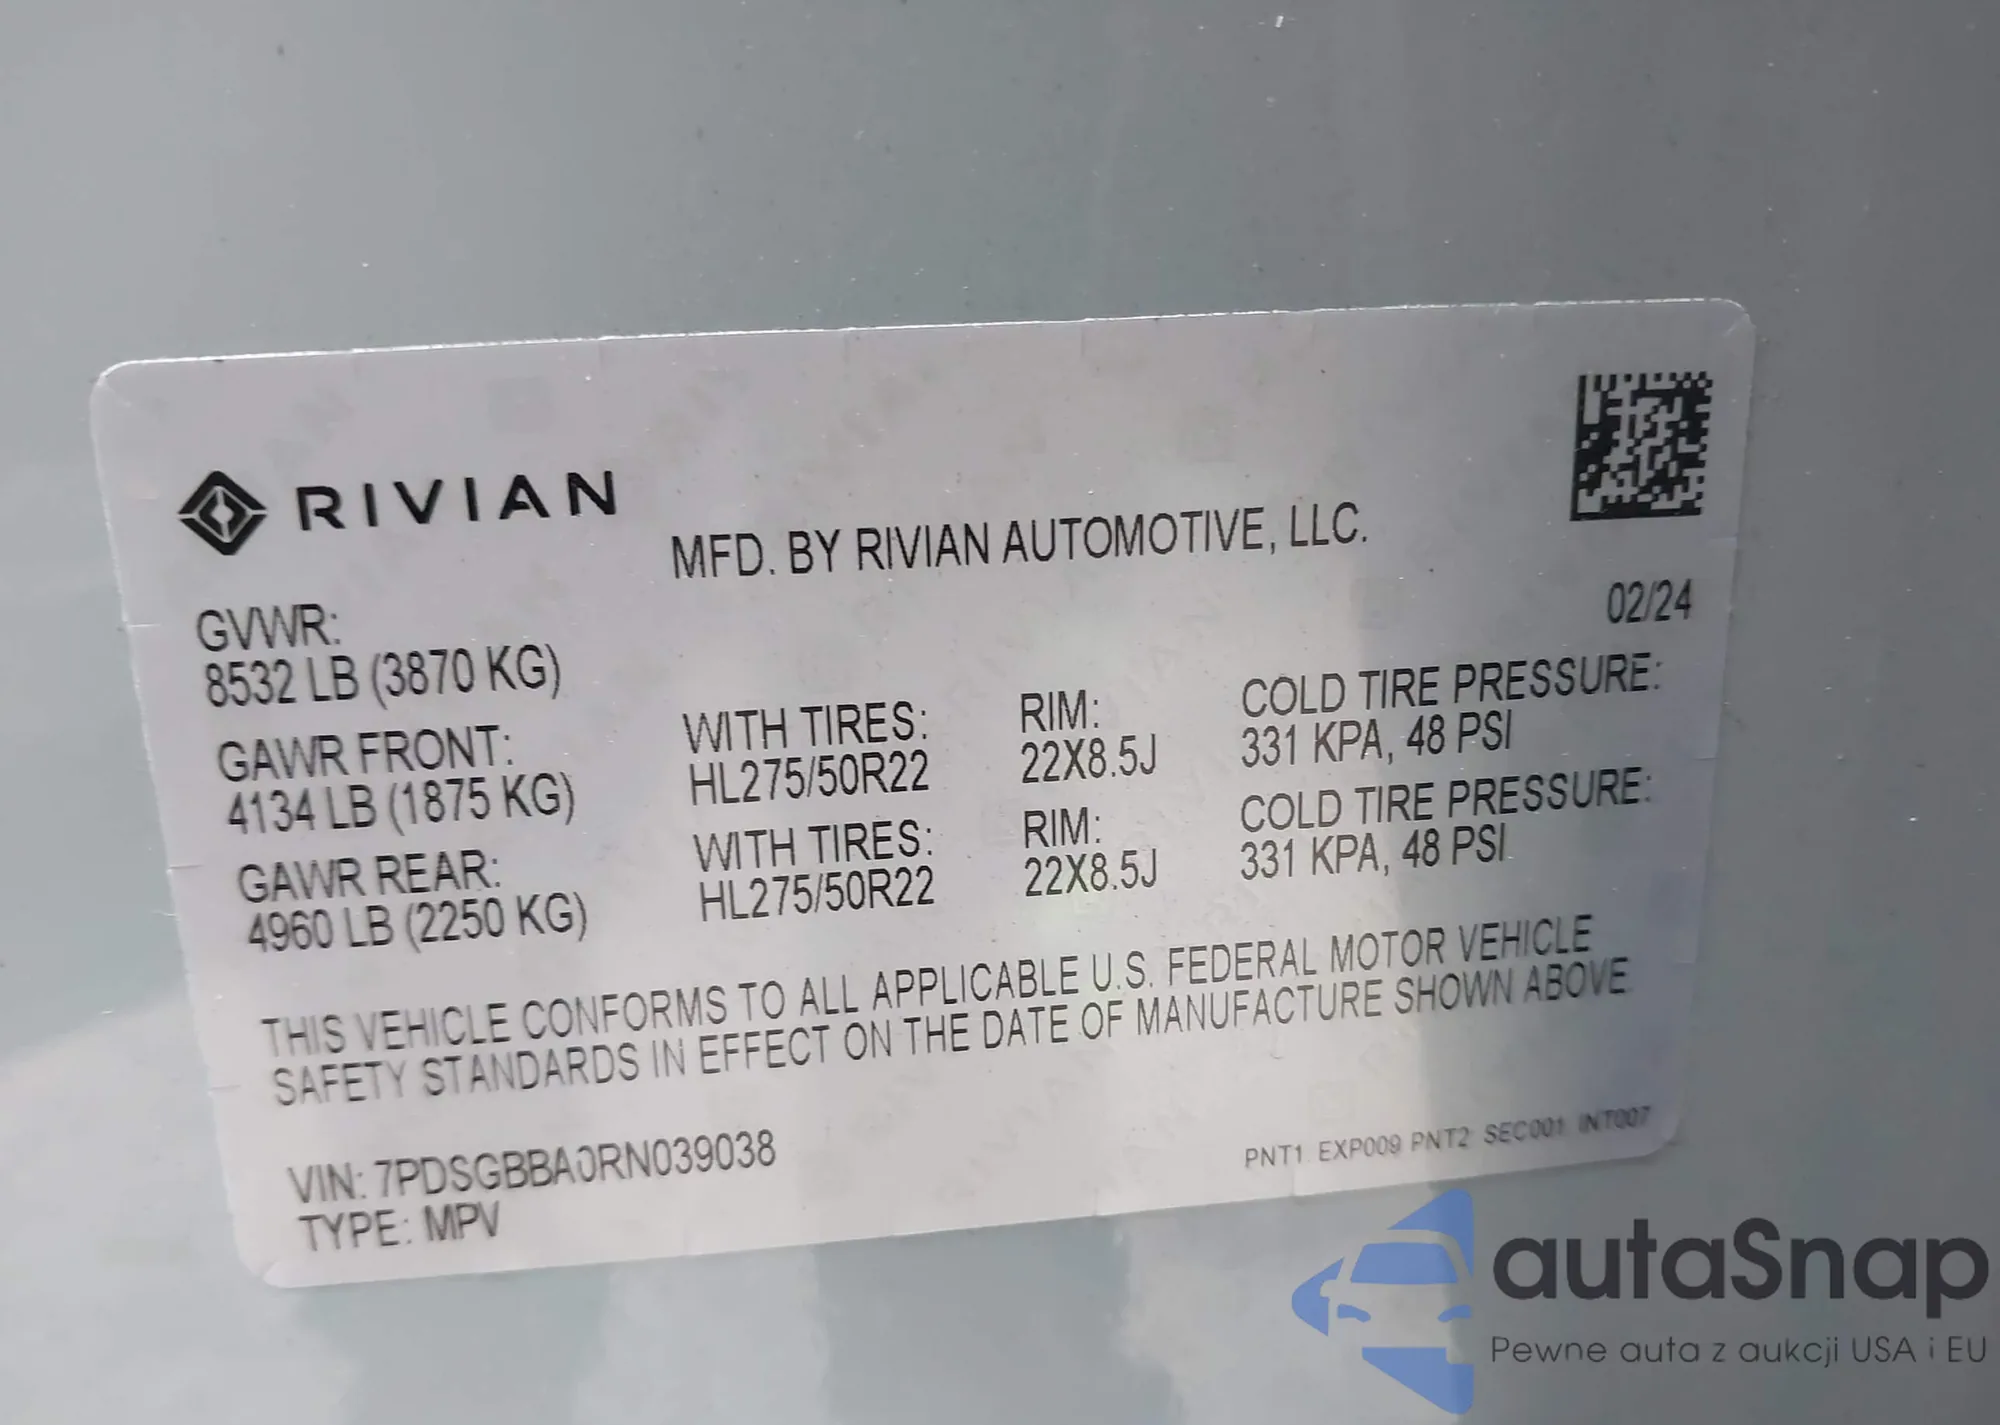 RIVIAN
MFD. BY RIVIAN AUTOMOTIVE, LLC.
02/24
GVWR:
8532 LB (3870 KG)
GAWR FRONT: WITH TIRES: RIM: COLD TIRE PRESSURE:
4134 LB (1875 KG) HL275/50R22 22X8.5J 331 KPA, 48 PSI
GAWR REAR: WITH TIRES: RIM: COLD TIRE PRESSURE:
4960 LB (2250 KG) HL275/50R22 22X8.5J 331 KPA, 48 PSI
THIS VEHICLE CONFORMS TO ALL APPLICABLE U.S. FEDERAL MOTOR VEHICLE
SAFETY STANDARDS IN EFFECT ON THE DATE OF MANUFACTURE SHOWN ABOVE
VIN: 7PDSGBBA0RN039038
TYPE: MPV
PNT1 EXP009 PNT2 SEC001 INT007
autaSnap
Pewne auta z aukcji USA i EU